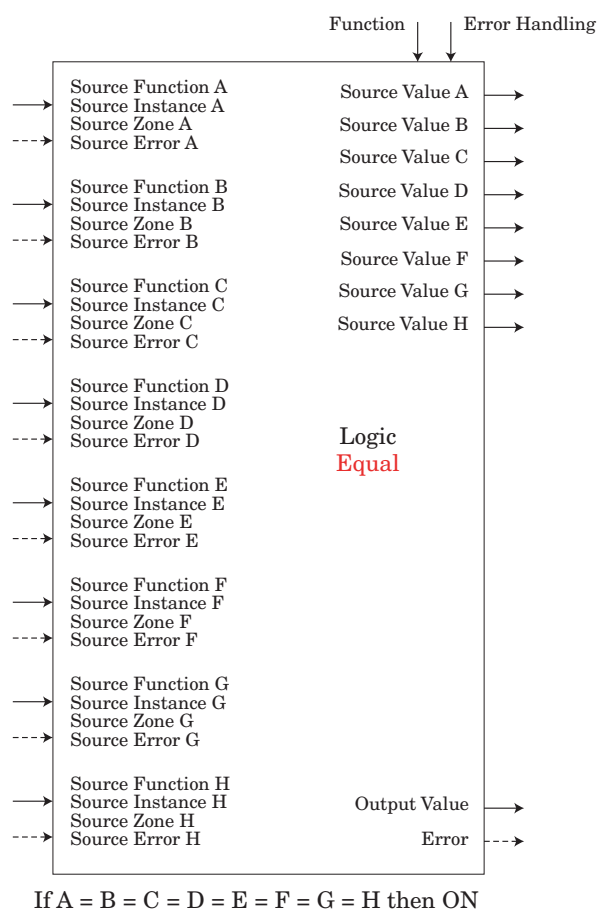 Function Error Handling
Source Function A
Source Instance A
Source Zone A
Source Error A
Source Function B
Source Instance B
Source Zone B
Source Error B
Source Function C
Source Instance C
Source Zone C
Source Error C
Source Function D
Source Instance D
Source Zone D
Source Error D
Source Function E
Source Instance E
Source Zone E
Source Error E
Source Function F
Source Instance F
Source Zone F
Source Error F
Source Function G
Source Instance G
Source Zone G
Source Error G
Source Function H
Source Instance H
Source Zone H
Source Error H
Source Value A
Source Value B
Source Value C
Source Value D
Source Value E
Source Value F
Source Value G
Source Value H
Logic
Equal
Output Value
Error
If A = B = C = D = E = F = G = H then ON